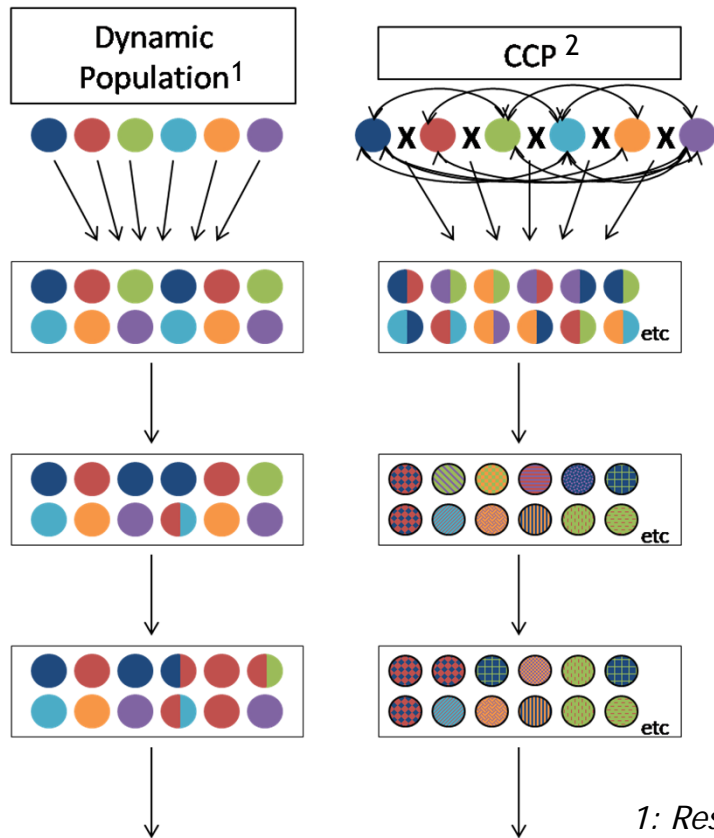 Dynamic
Population1
CCP 2
X X X X X
etc
etc
etc
1: Res